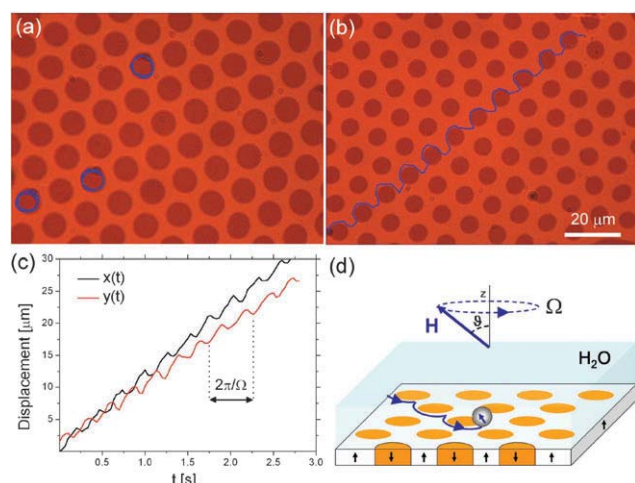 (a)
(b)
20 μm
(c)
Displacement [μm]
30
25
20
15
10
5
x(t)
y(t)
2π/Ω
0.5
1.0
1.5
2.0
2.5
3.0
t [s]
(d)
z
ϑ
Ω
H
H₂O